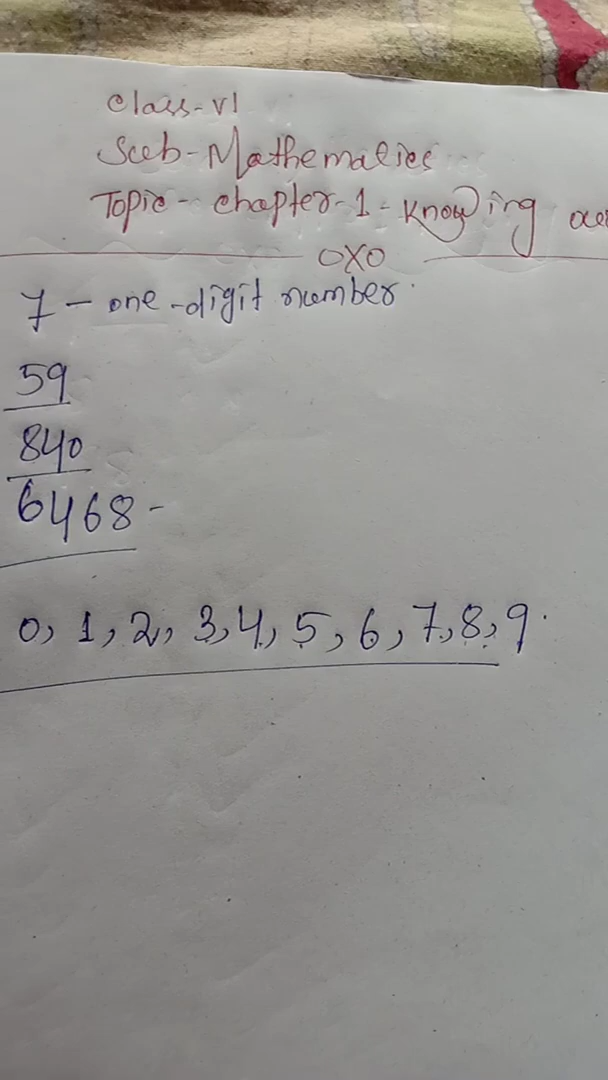 Class-VI
Sub-Mathematics
Topic- chapter-1-Knowing
OXO
7 - one-digit number.
59
840
6468-
0, 1, 2, 3, 4, 5, 6, 7, 8, 9.